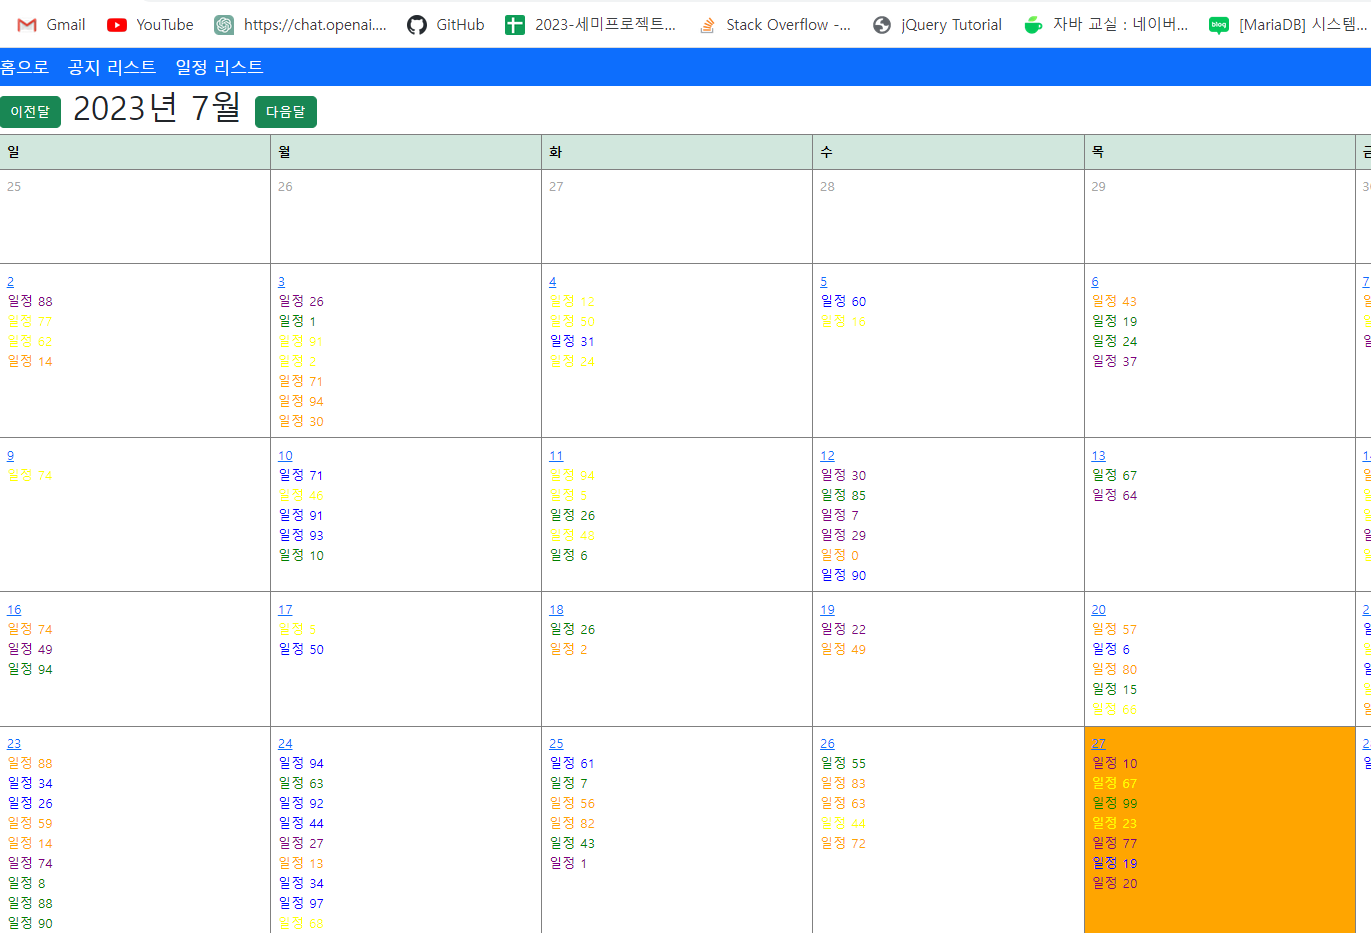 Gmail YouTube https://chat.openai.... GitHub 2023-세미프로젝트... Stack Overflow -... jQuery Tutorial 자바 교실 : 네이버... blog [MariaDB] 시스템...
홈으로 공지 리스트 일정 리스트
이전달 2023년 7월 다음달
일 월 화 수 목
25 26 27 28 29
2 3 4 5 6 7
일정 88 일정 26 일정 12 일정 60 일정 43
일정 77 일정 1 일정 50 일정 16 일정 19
일정 62 일정 91 일정 31 일정 24
일정 14 일정 2 일정 24 일정 37
일정 71
일정 94
일정 30
9 10 11 12 13
일정 74 일정 71 일정 94 일정 30 일정 67
일정 46 일정 5 일정 85 일정 64
일정 91 일정 26 일정 7
일정 93 일정 48 일정 29
일정 10 일정 6 일정 0
일정 90
16 17 18 19 20
일정 74 일정 5 일정 26 일정 22 일정 57
일정 49 일정 50 일정 2 일정 49 일정 6
일정 94 일정 80
일정 15
일정 66
23 24 25 26 27
일정 88 일정 94 일정 61 일정 55 일정 10
일정 34 일정 63 일정 7 일정 83 일정 67
일정 26 일정 92 일정 56 일정 63 일정 99
일정 59 일정 44 일정 82 일정 44 일정 23
일정 14 일정 27 일정 43 일정 72 일정 77
일정 74 일정 13 일정 1 일정 19
일정 8 일정 34 일정 20
일정 88 일정 97
일정 90 일정 68